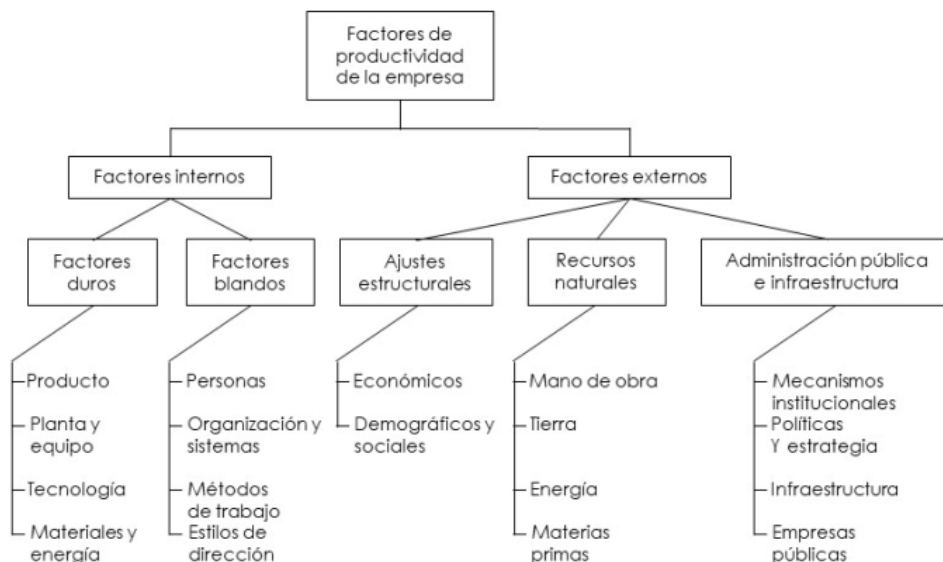 Factores de
productividad
de la empresa
Factores internos
Factores externos
Factores
duros
Factores
blandos
Ajustes
estructurales
Recursos
naturales
Administración pública
e infraestructura
Producto
Planta y
equipo
Tecnología
Materiales y
energía
Personas
Organización y
sistemas
Métodos
de trabajo
Estilos de
dirección
Económicos
Demográficos y
sociales
Mano de obra
Tierra
Energía
Materias
primas
Mecanismos
institucionales
Políticas
Y estrategia
Infraestructura
Empresas
públicas